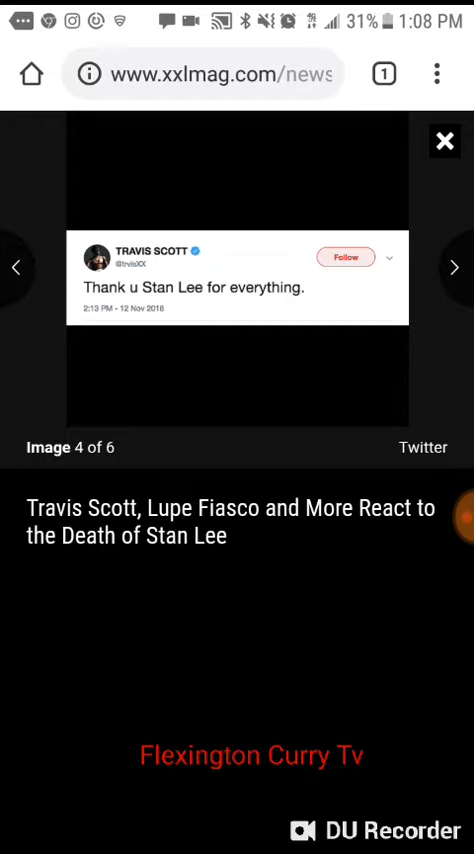 31% 1:08 PM
www.xxlmag.com/news
1
TRAVIS SCOTT
@trvisXX
Follow
Thank u Stan Lee for everything.
2:13 PM - 12 Nov 2018
Image 4 of 6
Twitter
Travis Scott, Lupe Fiasco and More React to
the Death of Stan Lee
Flexington Curry Tv
DU Recorder